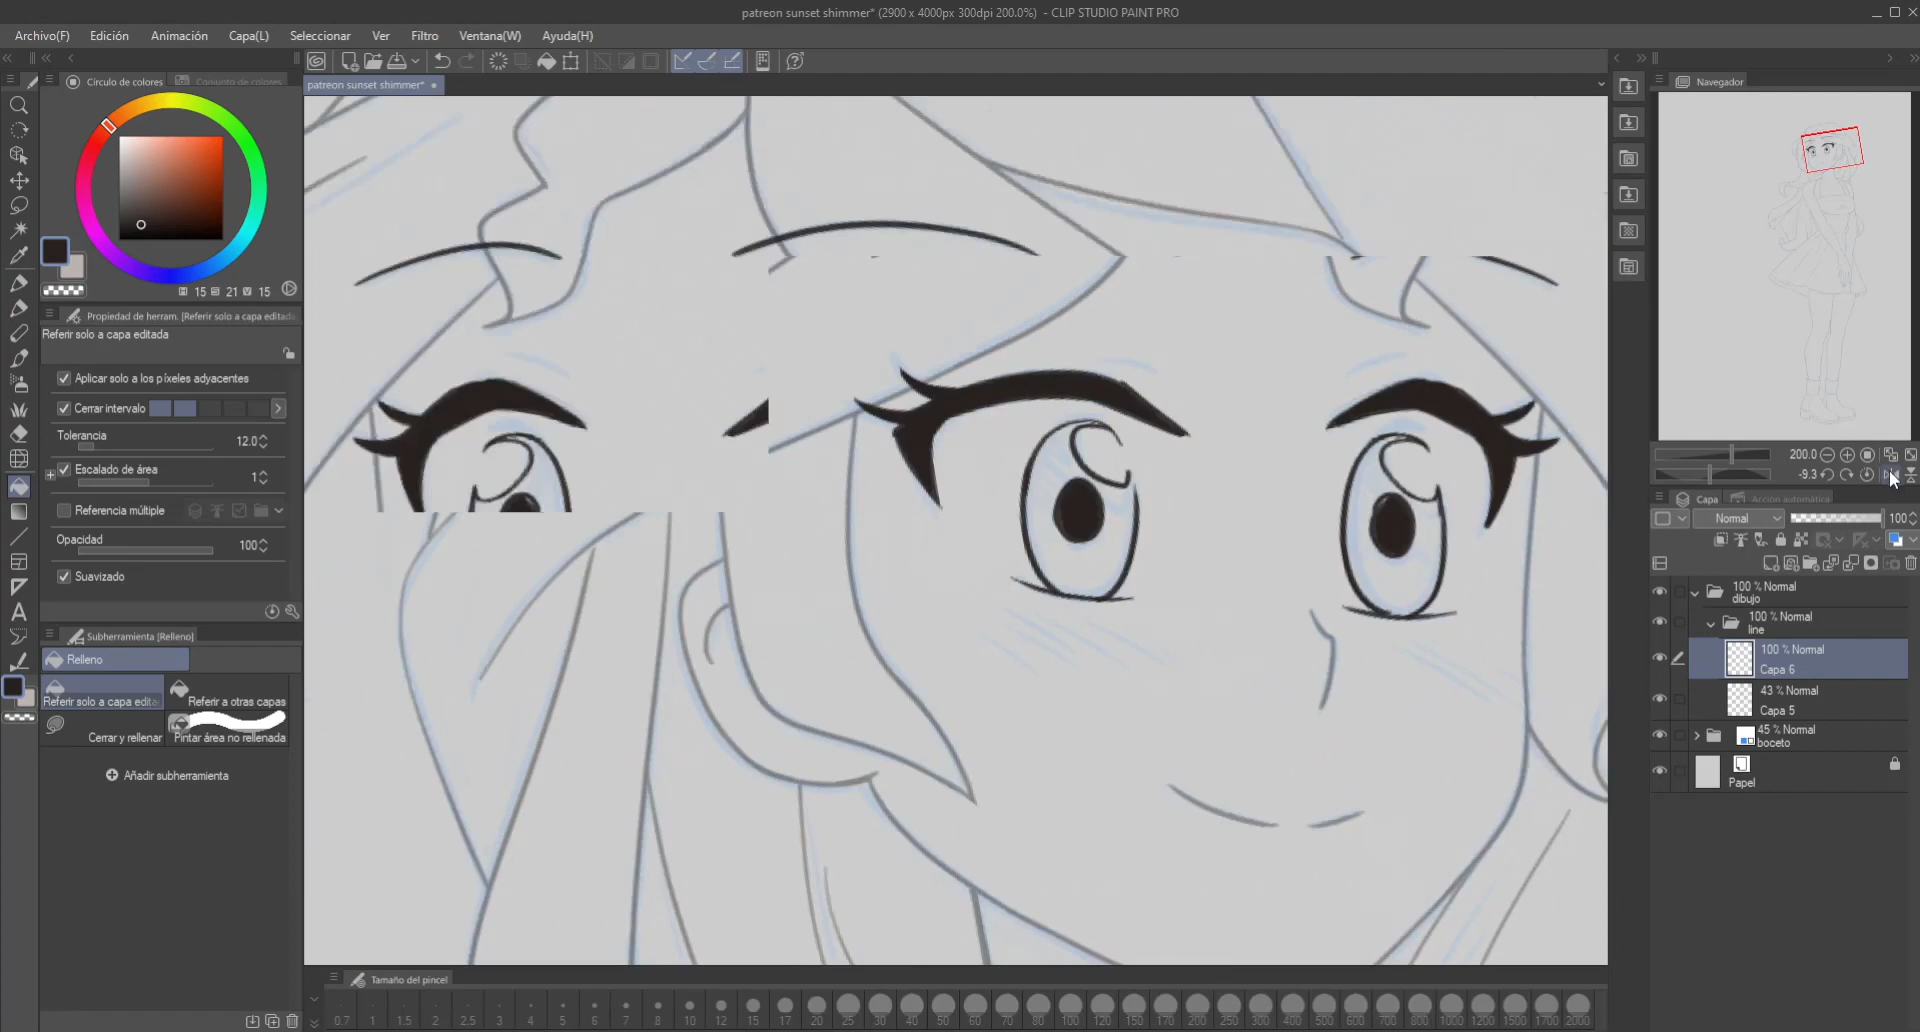 patreon sunset shimmer* (2900 x 4000px 300dpi 200.0%) - CLIP STUDIO PAINT PRO
Archivo(F) Edición Animación Capa(L) Seleccionar Ver Filtro Ventana(W) Ayuda(H)
Círculo de colores Conjunto de colores
patreon sunset shimmer*
Navegador
15 21 15
Propiedad de herram. [Referir solo a capa editada
Referir solo a capa editada
Aplicar solo a los píxeles adyacentes
Cerrar intervalo
Tolerancia 12.0
Escalado de área 1
Referencia múltiple
Opacidad 100
Suavizado
Subherramienta [Relleno]
Relleno
Referir solo a capa edita
Referir a otras capas
Cerrar y rellenar
Pintar área no rellenada
Añadir subherramienta
200.0
-9.3
Capa Acción automática
Normal 100
100 % Normal
dibujo
100 % Normal
line
100 % Normal
Capa 6
43 % Normal
Capa 5
45 % Normal
boceto
Papel
Tamaño del pincel
0.7 1 1.5 2 2.5 3 4 5 6 7 8 10 12 15 17 20 25 30 40 50 60 70 80 100 120 150 170 200 250 300 400 500 600 700 800 1000 1200 1500 1700 2000